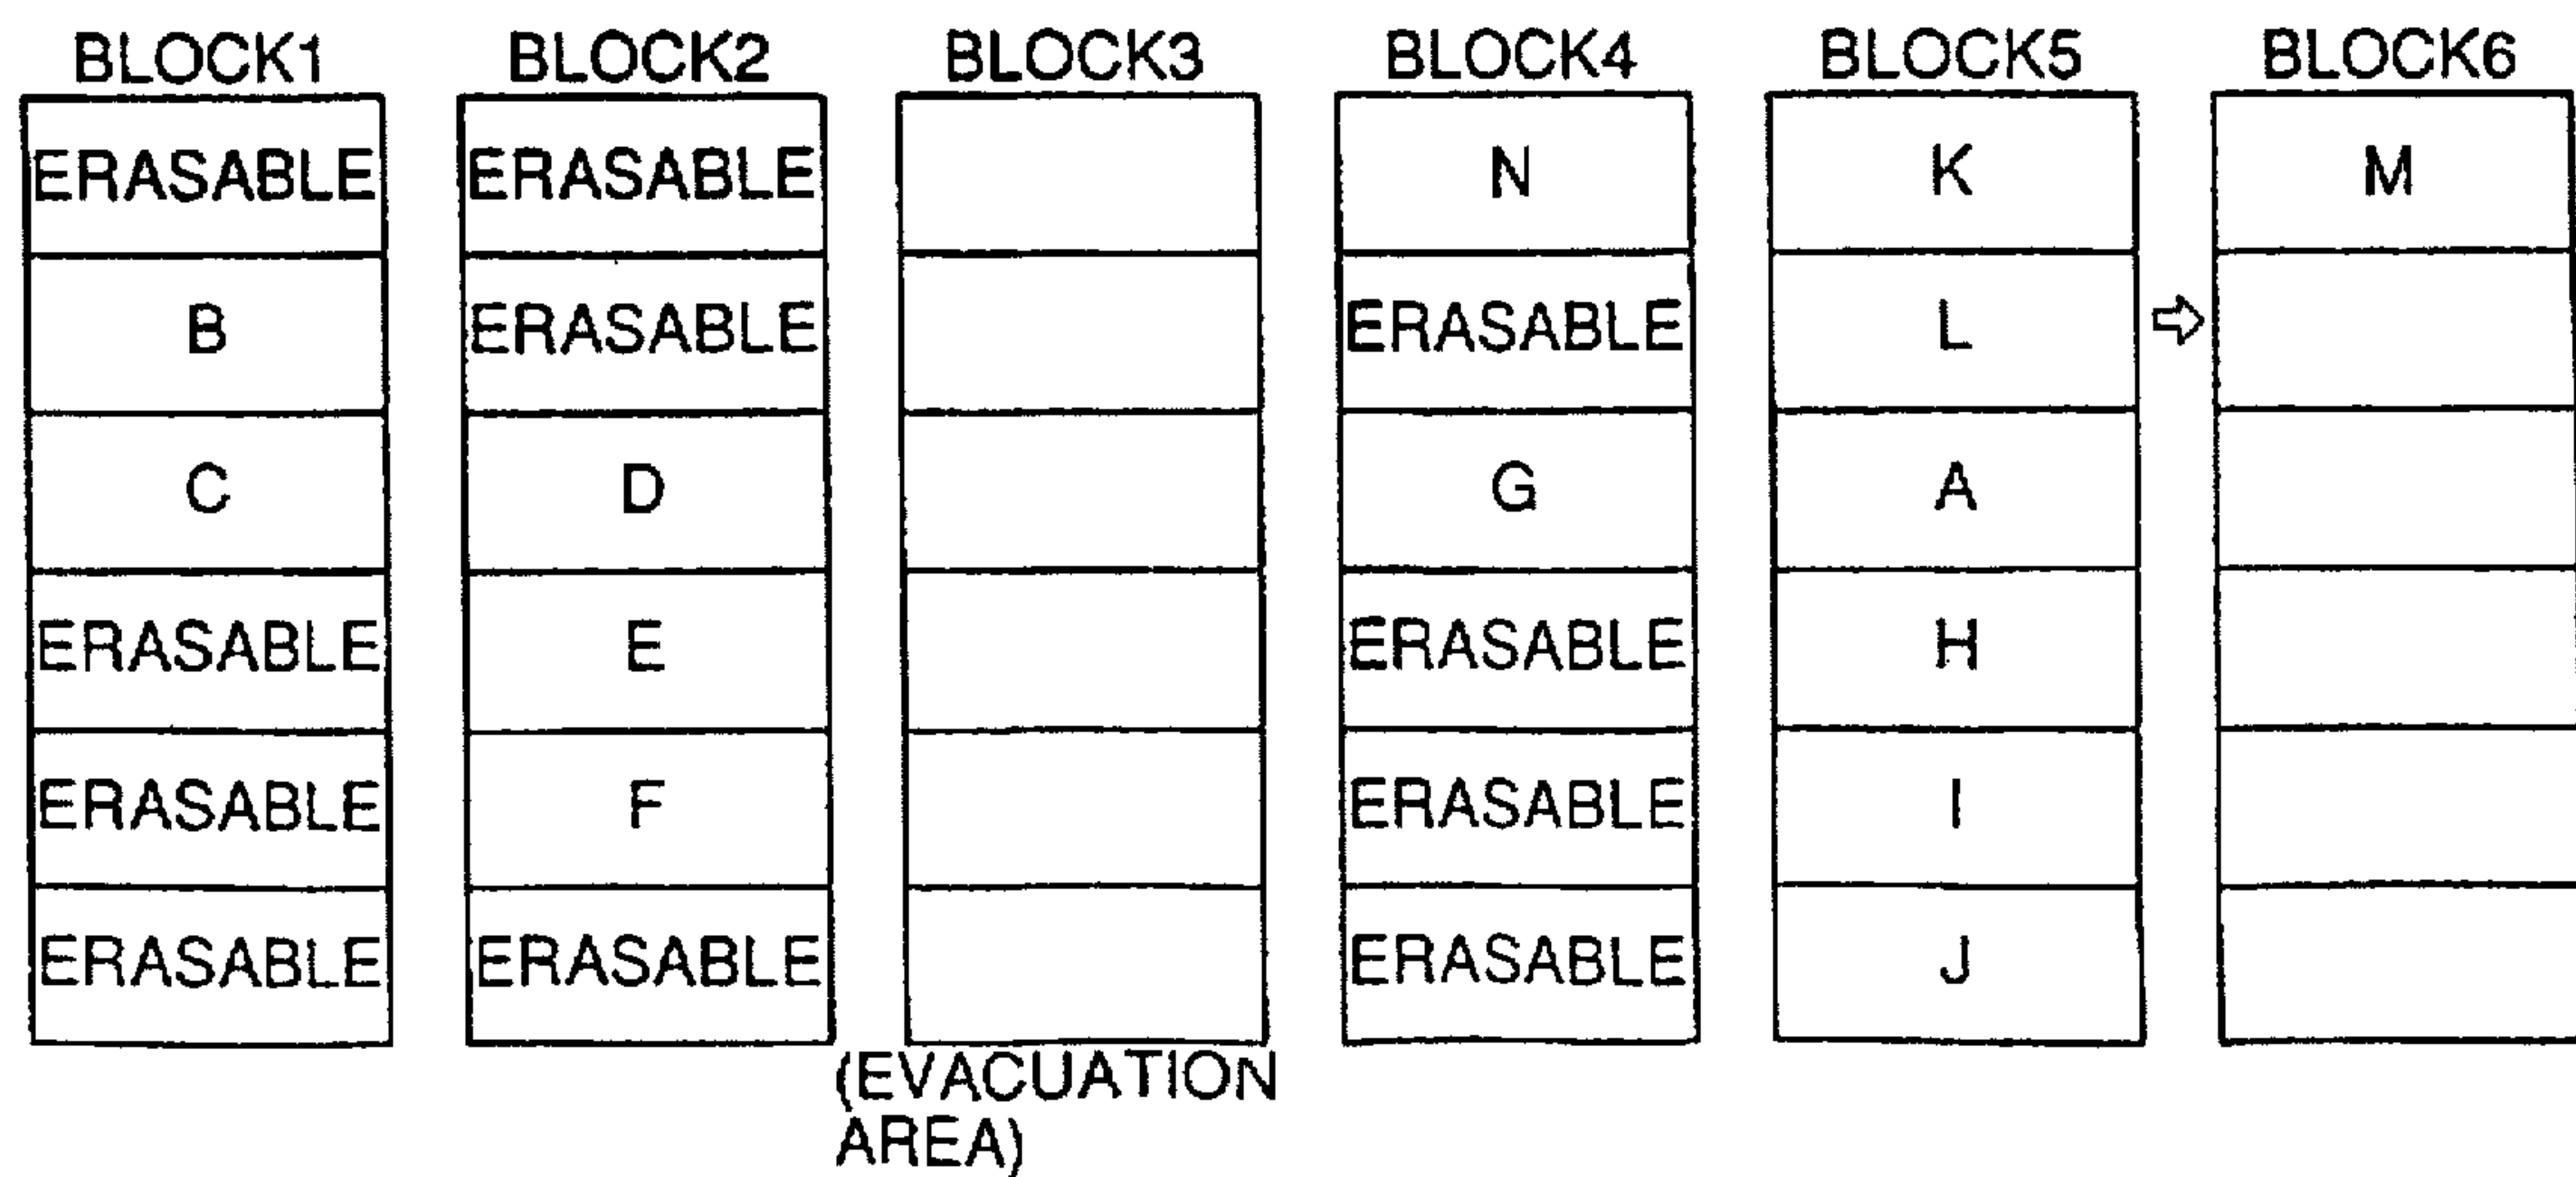 BLOCK1 BLOCK2 BLOCK3 BLOCK4 BLOCK5 BLOCK6
ERASABLE ERASABLE N K M
B ERASABLE ERASABLE L ⇨
C D G A
ERASABLE E ERASABLE H
ERASABLE F ERASABLE I
ERASABLE ERASABLE ERASABLE J
(EVACUATION
AREA)